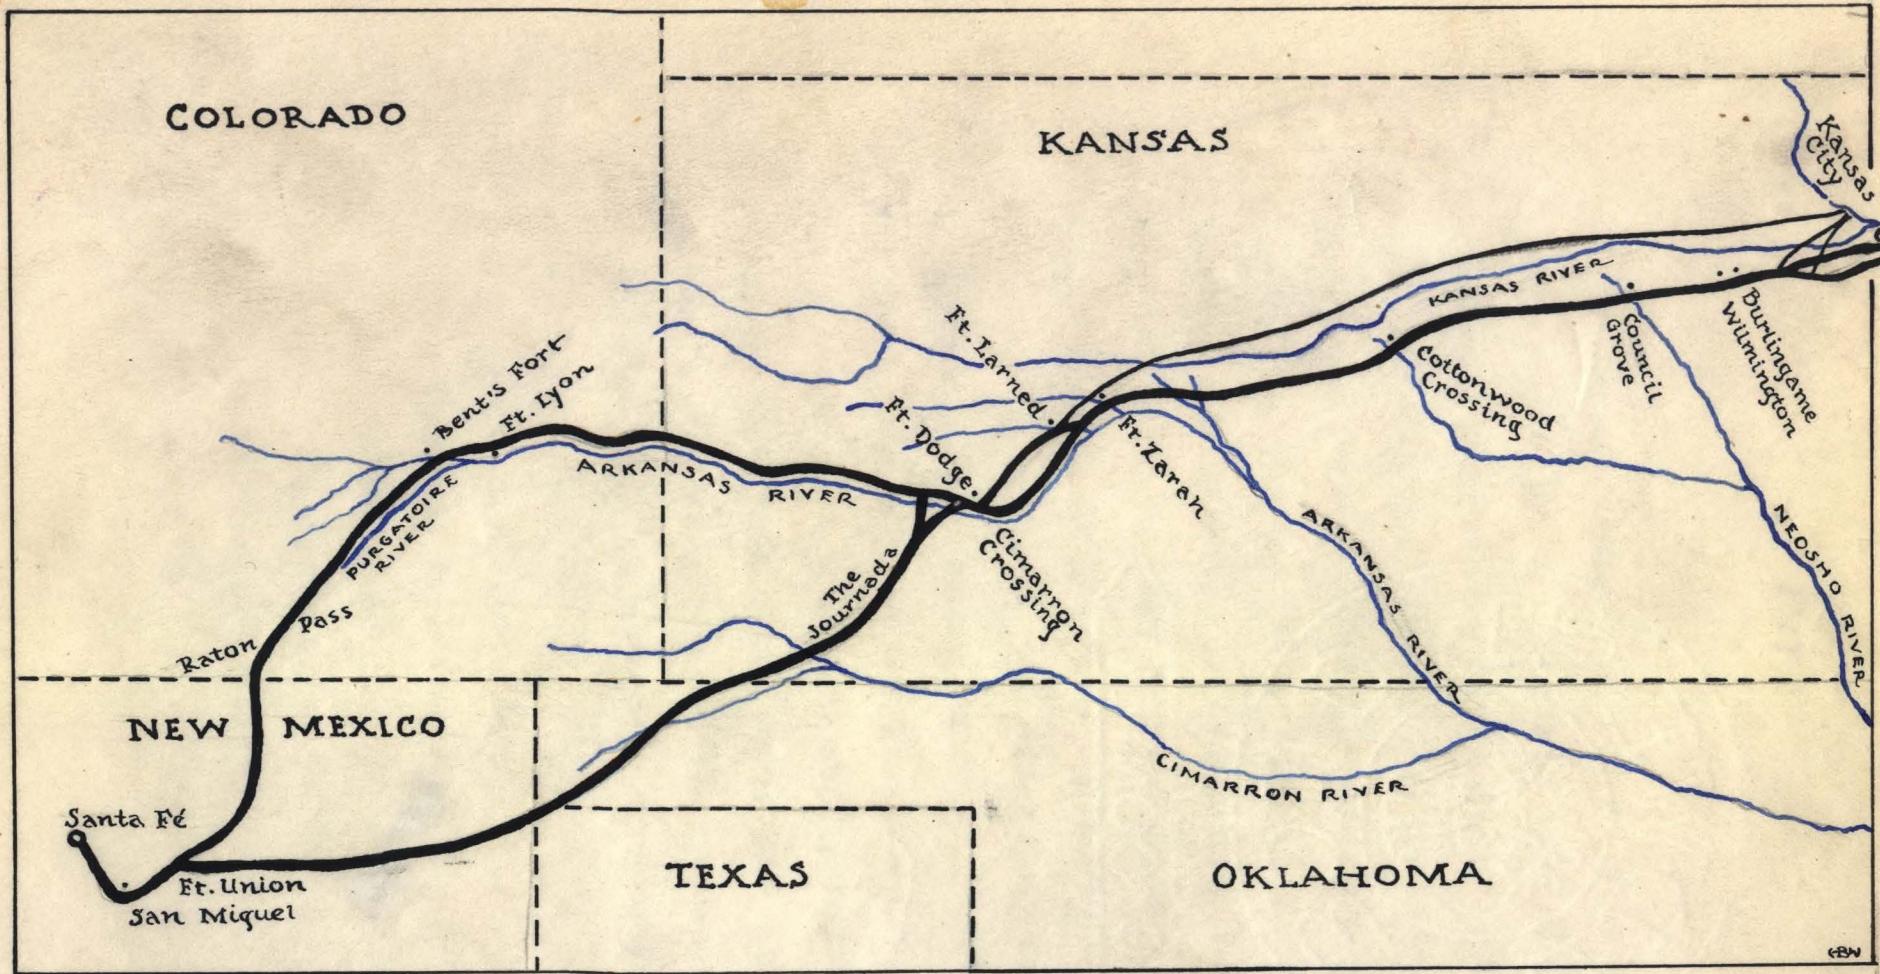 COLORADO
KANSAS
Kansas
City
KANSAS RIVER
Burlingame
Wilmington
Council
Grove
Cottonwood
Crossing
Ft. Larned
Ft. Dodge
Ft. Zarah
Bent's Fort
Ft. Lyon
ARKANSAS RIVER
PURGATOIRE
RIVER
Cimarron
Crossing
The
Journada
ARKANSAS RIVER
NEOSHO RIVER
Raton Pass
NEW MEXICO
CIMARRON RIVER
Santa Fé
Ft. Union
San Miguel
TEXAS
OKLAHOMA
GBW